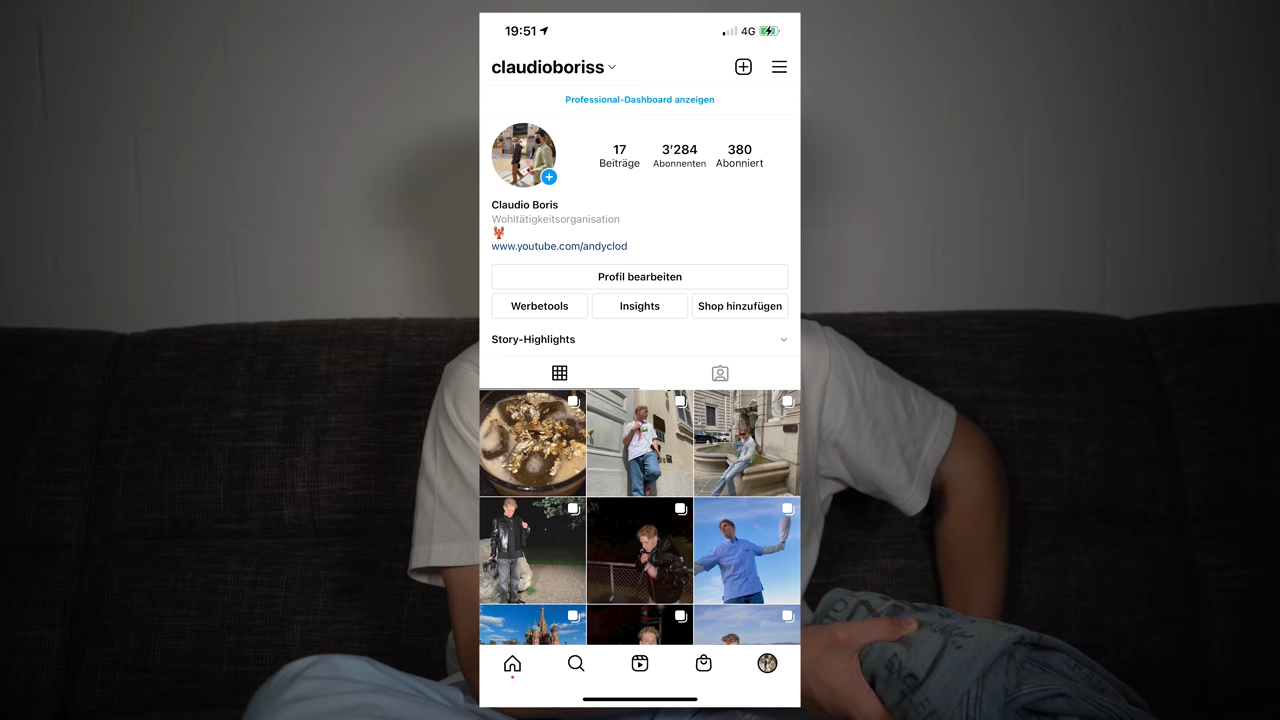 19:51
4G
claudioboriss
Professional-Dashboard anzeigen
17 3’284 380
Beiträge Abonnenten Abonniert
Claudio Boris
Wohltätigkeitsorganisation
www.youtube.com/andyclod
Profil bearbeiten
Werbetools Insights Shop hinzufügen
Story-Highlights